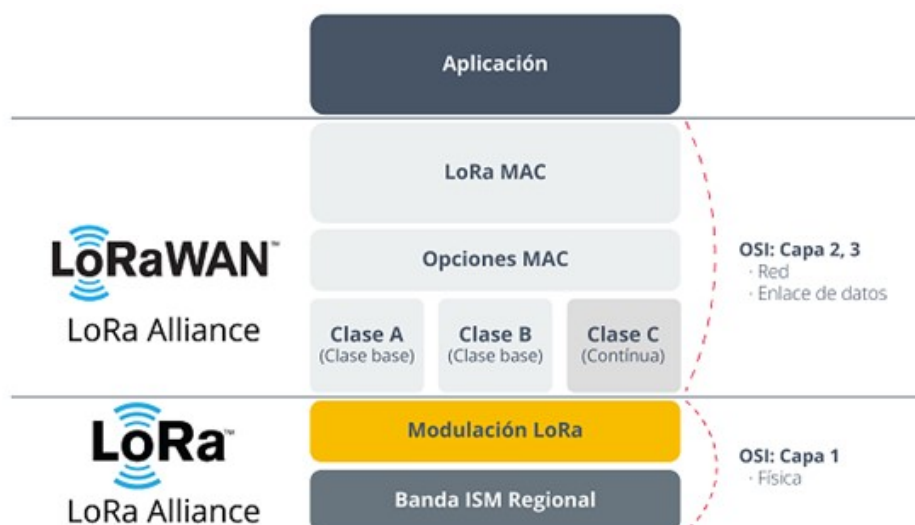 Aplicación
LoRa MAC
LoRaWAN™
LoRa Alliance
Opciones MAC
OSI: Capa 2, 3
· Red
· Enlace de datos
Clase A
(Clase base)
Clase B
(Clase base)
Clase C
(Contínua)
LoRa™
LoRa Alliance
Modulación LoRa
Banda ISM Regional
OSI: Capa 1
· Física